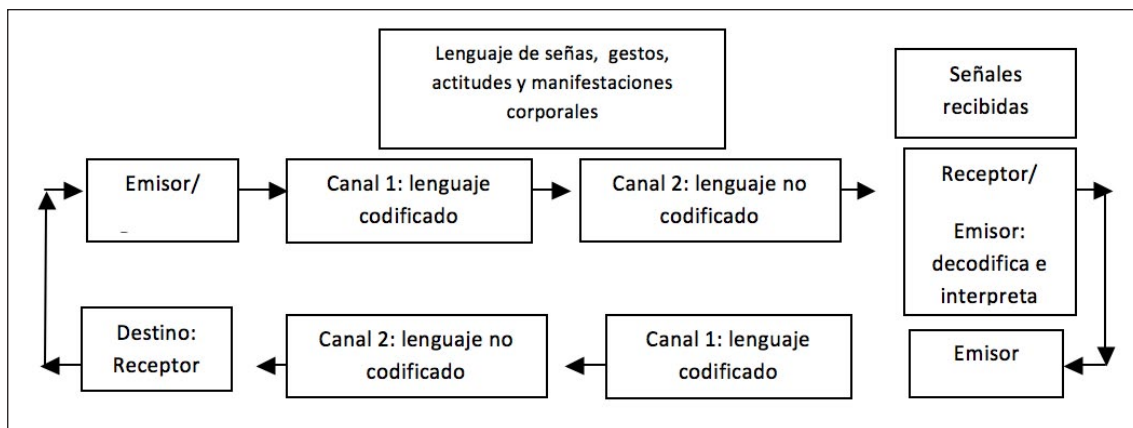 Lenguaje de señas, gestos,
actitudes y manifestaciones
corporales
Señales
recibidas
Emisor/
Canal 1: lenguaje
codificado
Canal 2: lenguaje no
codificado
Receptor/
Emisor:
decodifica e
interpreta
Destino:
Receptor
Canal 2: lenguaje no
codificado
Canal 1: lenguaje
codificado
Emisor